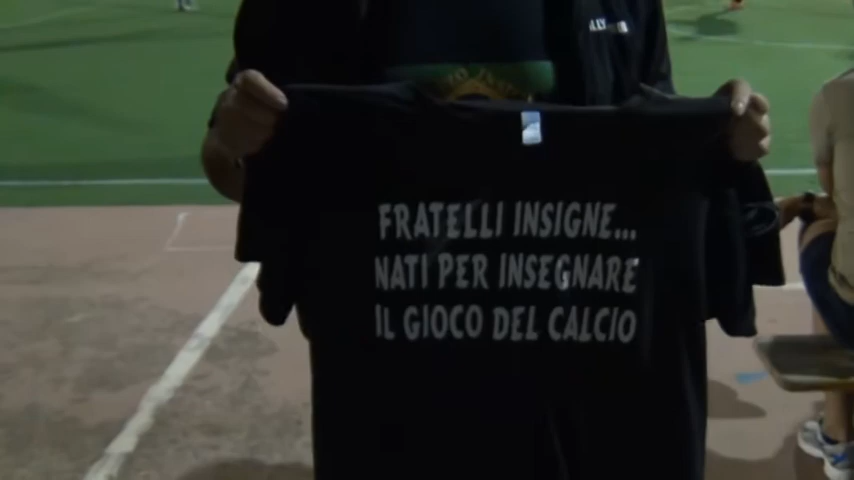 FRATELLI INSIGNE...
NATI PER INSEGNARE
IL GIOCO DEL CALCIO